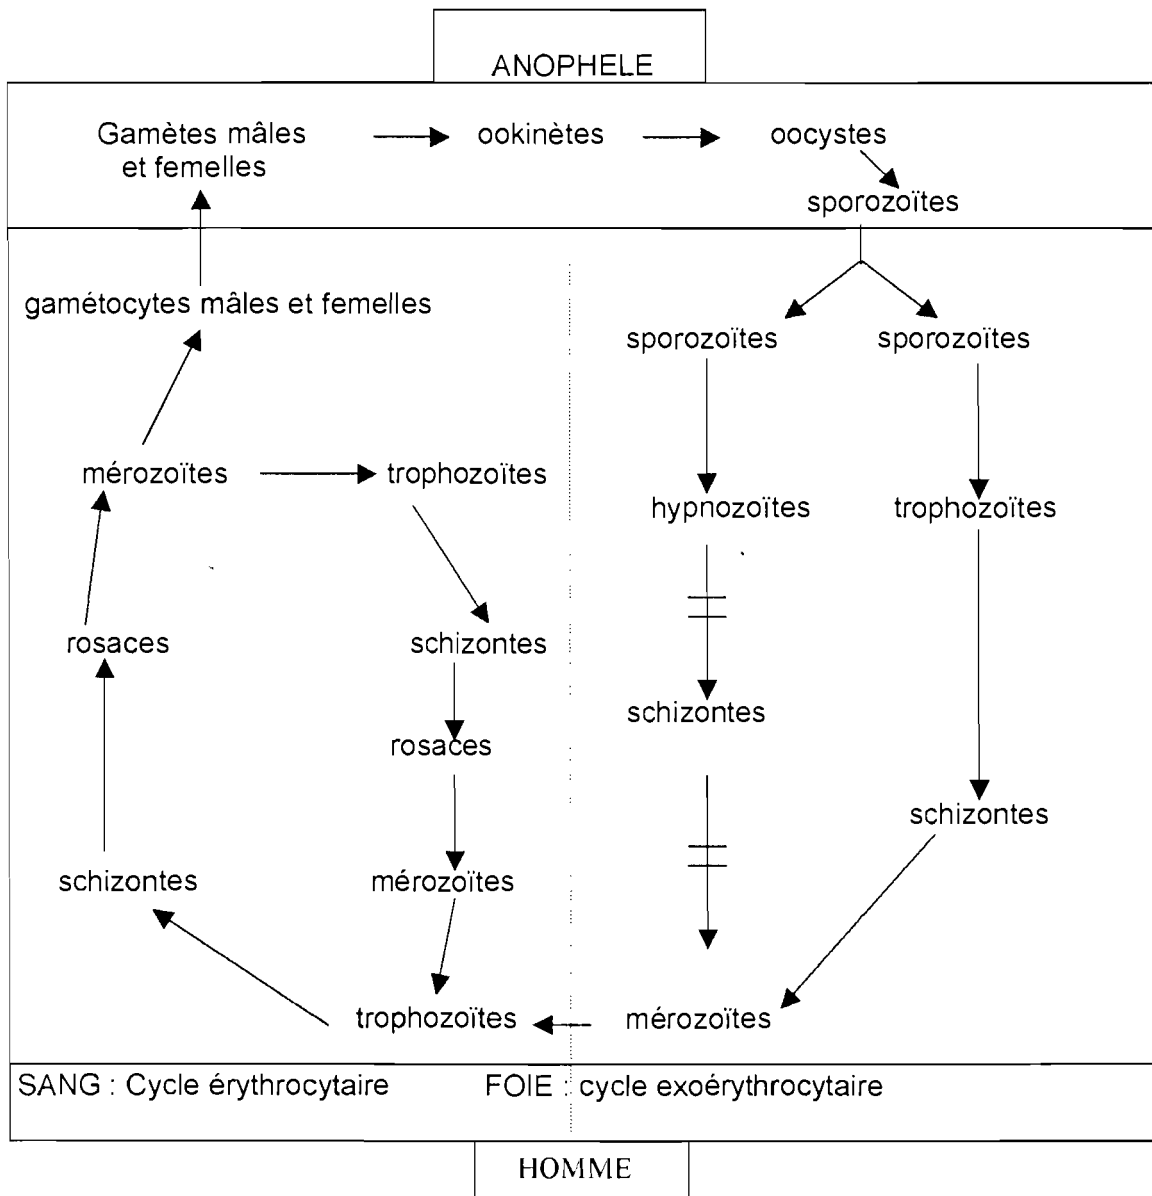 ANOPHELE
Gamètes mâles
et femelles
ookinètes
oocystes
sporozoïtes
gamétocytes mâles et femelles
sporozoïtes
sporozoïtes
mérozoïtes
trophozoïtes
hypnozoïtes
trophozoïtes
rosaces
schizontes
schizontes
rosaces
schizontes
schizontes
mérozoïtes
trophozoïtes
mérozoïtes
SANG : Cycle érythrocytaire
FOIE : cycle exoérythrocytaire
HOMME